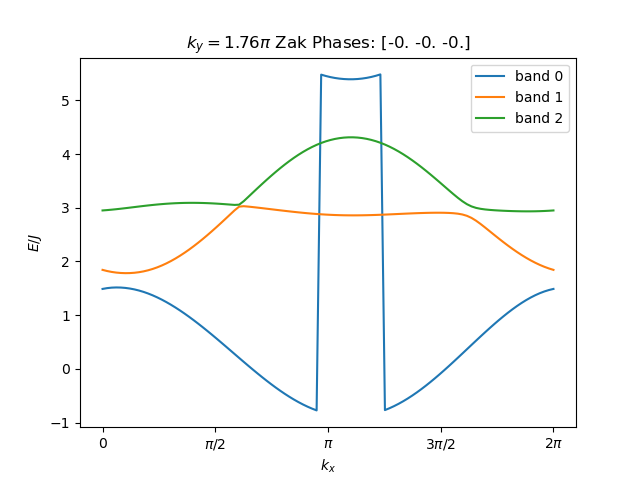 k_y = 1.76π Zak Phases: [-0. -0. -0.]
band 0
band 1
band 2
E/J
5
4
3
2
1
0
−1
0 π/2 π 3π/2 2π
k_x